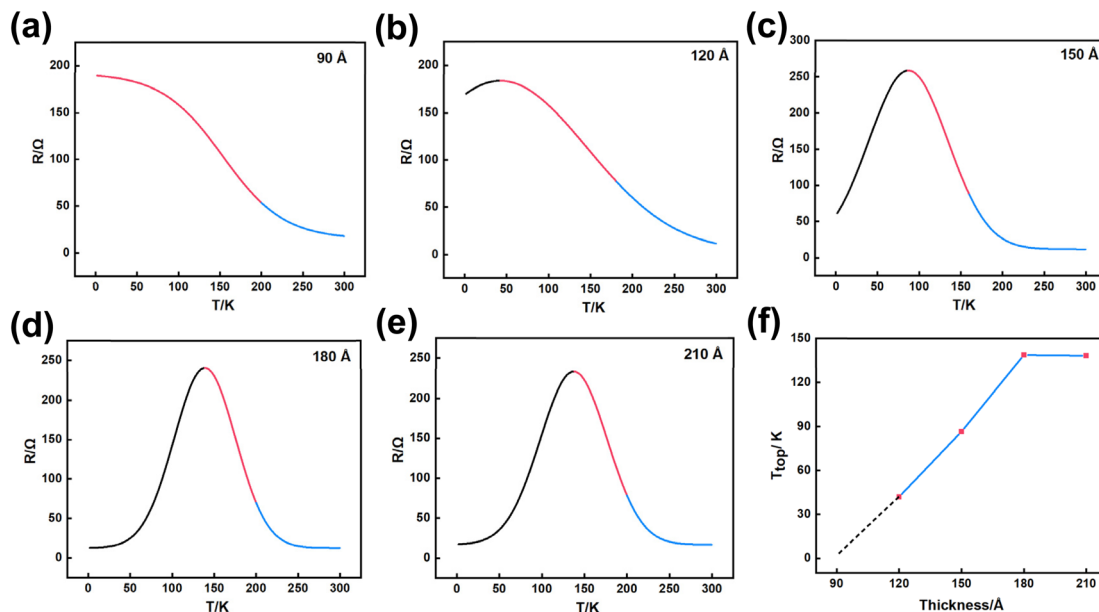 (a)
90 Å
R/Ω
200
150
100
50
0
0 50 100 150 200 250 300
T/K
(b)
120 Å
R/Ω
200
150
100
50
0
0 50 100 150 200 250 300
T/K
(c)
150 Å
R/Ω
300
250
200
150
100
50
0
0 50 100 150 200 250 300
T/K
(d)
180 Å
R/Ω
250
200
150
100
50
0
0 50 100 150 200 250 300
T/K
(e)
210 Å
R/Ω
250
200
150
100
50
0
0 50 100 150 200 250 300
T/K
(f)
Ttop/ K
150
120
90
60
30
0
90 120 150 180 210
Thickness/Å